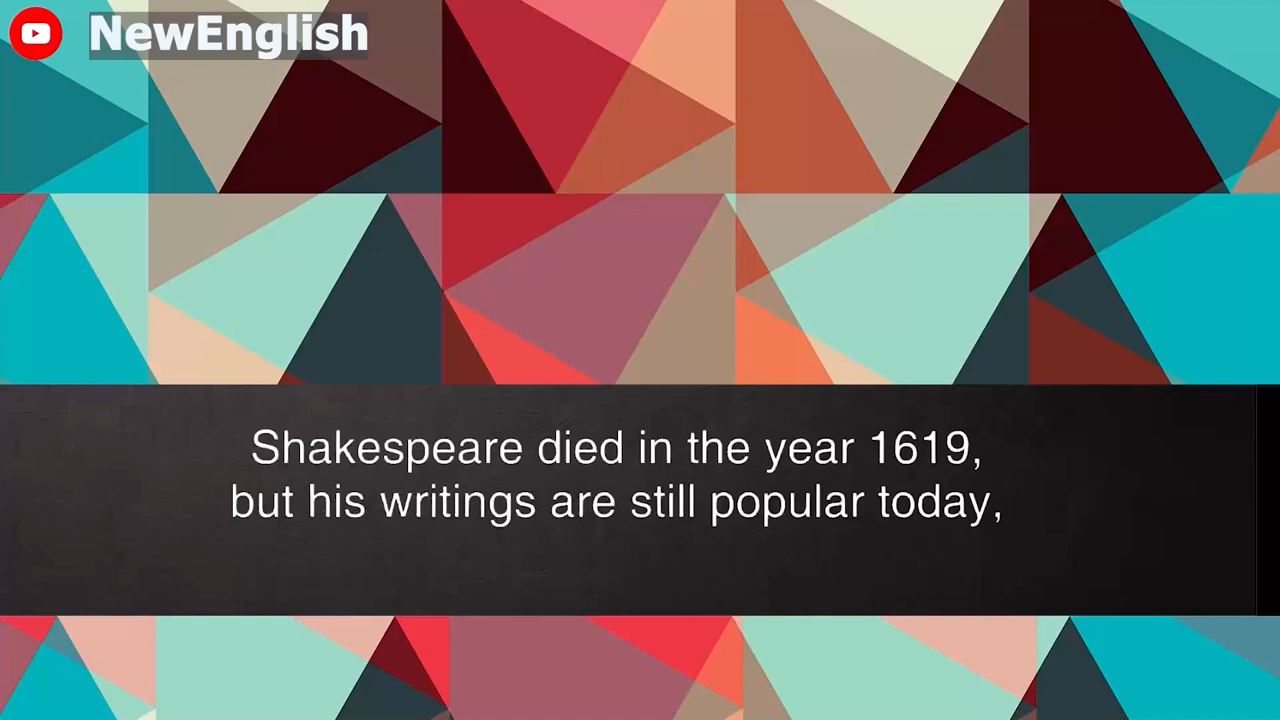 NewEnglish
Shakespeare died in the year 1619,
but his writings are still popular today,